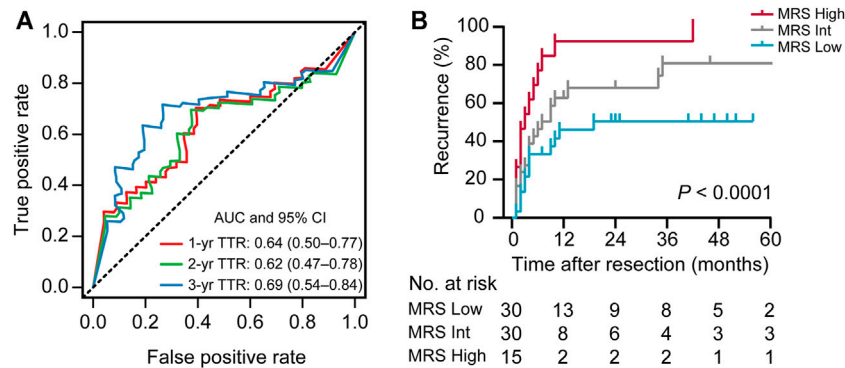 A
True positive rate
1.0
0.8
0.6
0.4
0.2
0.0
AUC and 95% CI
1-yr TTR: 0.64 (0.50–0.77)
2-yr TTR: 0.62 (0.47–0.78)
3-yr TTR: 0.69 (0.54–0.84)
0.0 0.2 0.4 0.6 0.8 1.0
False positive rate
B
MRS High
MRS Int
MRS Low
Recurrence (%)
100
80
60
40
20
0
P < 0.0001
0 12 24 36 48 60
Time after resection (months)
No. at risk
MRS Low 30 13 9 8 5 2
MRS Int 30 8 6 4 3 3
MRS High 15 2 2 2 1 1